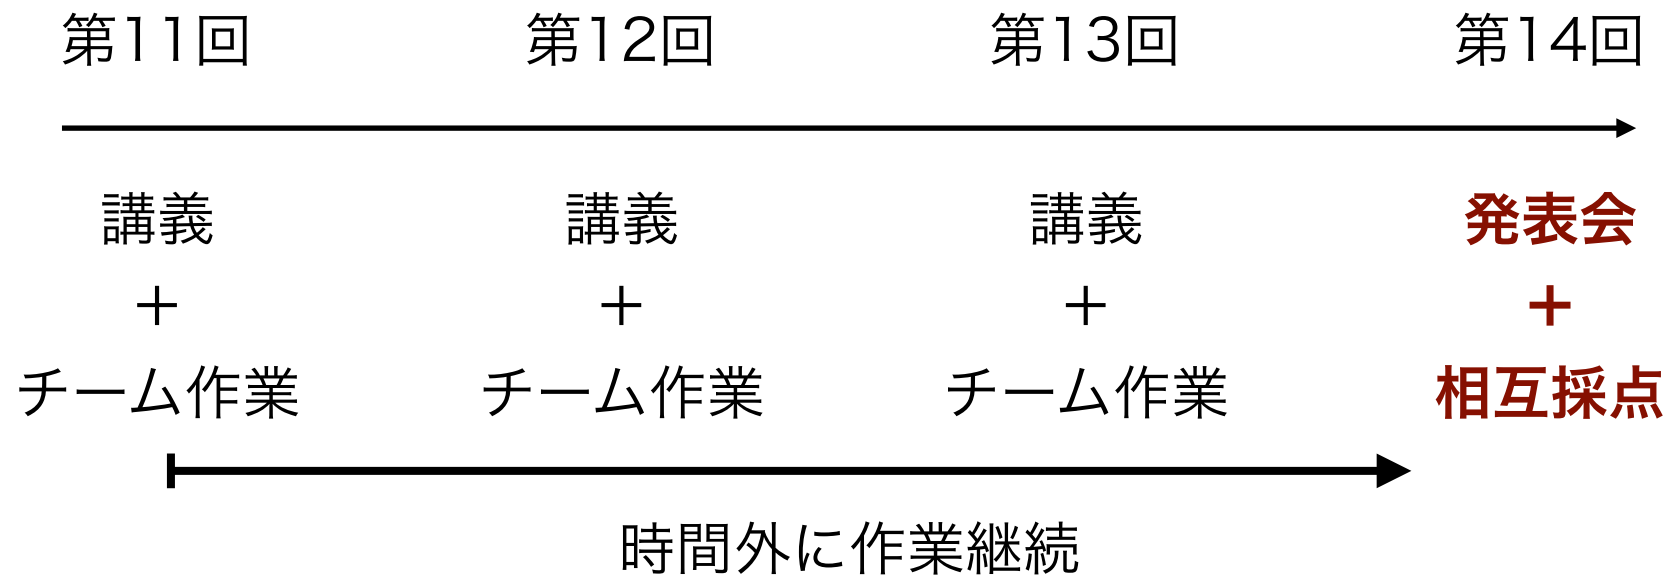 第11回 第12回 第13回 第14回
講義 講義 講義 発表会
＋ ＋ ＋ ＋
チーム作業 チーム作業 チーム作業 相互採点
時間外に作業継続